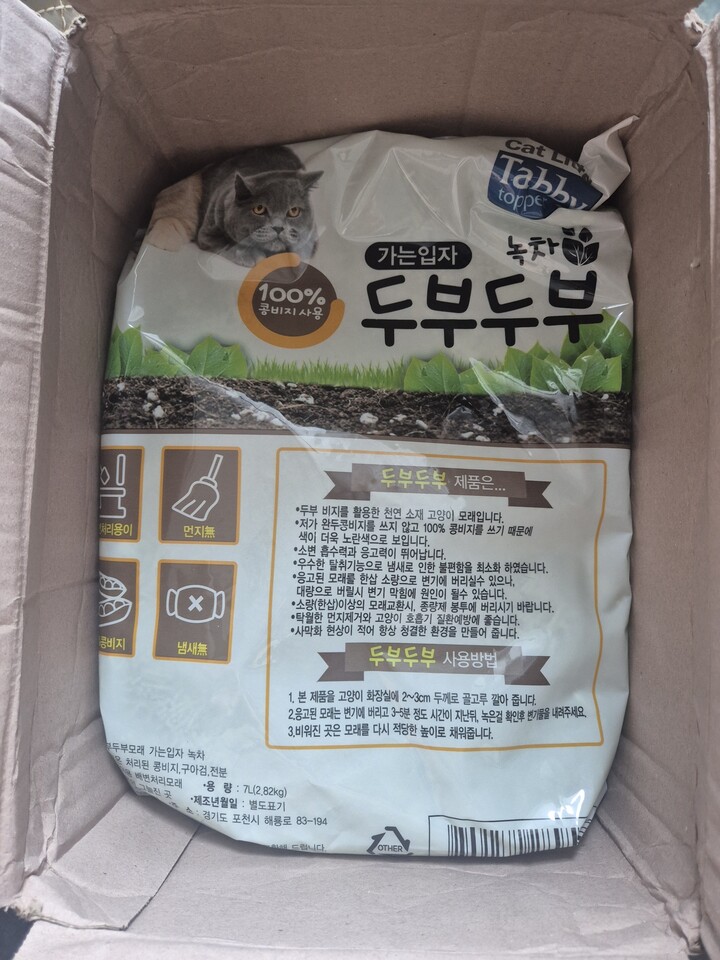 Cat Li
Tabby
topper
녹차
가는입자
두부두부
100%
콩비지 사용
처리용이
먼지無
콩비지
냄새無
두부두부 제품은...
*두부 비지를 활용한 천연 소재 고양이 모래입니다.
*저가 완두콩비지를 쓰지 않고 100% 콩비지를 쓰기 때문에
색이 더욱 노란색으로 보입니다.
*소변 흡수력과 응고력이 뛰어납니다.
*우수한 탈취기능으로 냄새로 인한 불편함을 최소화 하였습니다.
*응고된 모래를 한삽 소량으로 변기에 버리실수 있으나,
대량으로 버릴시 변기 막힘에 원인이 될수 있습니다.
*소량(한삽)이상의 모래교환시, 종량제 봉투에 버리시기 바랍니다.
*탁월한 먼지제거와 고양이 호흡기 질환예방에 좋습니다.
*사막화 현상이 적어 항상 청결한 환경을 만들어 줍니다.
두부두부 사용방법
1. 본 제품을 고양이 화장실에 2~3cm 두께로 골고루 깔아 줍니다.
2.응고된 모래는 변기에 버리고 3-5분 정도 시간이 지난뒤, 녹은걸 확인후 변기물을 내려주세요.
3.비워진 곳은 모래를 다시 적당한 높이로 채워줍니다.
두부모래 가는입자 녹차
처리된 콩비지,구아검,전분
배변처리모래
*용 량 : 7L(2.82kg)
그늘진 곳
*제조년월일 : 별도표기
소 : 경기도 포천시 해룡로 83-194
드립니다.
OTHER